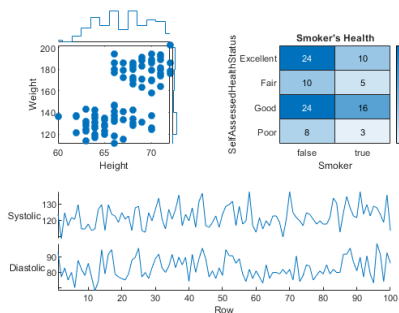 Smoker's Health
200
180
160
140
120
Weight
60
65
70
Height
SelfAssessedHealthStatus
Excellent
24
10
Fair
10
5
Good
24
16
Poor
8
3
false
true
Smoker
Systolic
130
120
Diastolic
90
80
10
20
30
40
50
60
70
80
90
100
Row